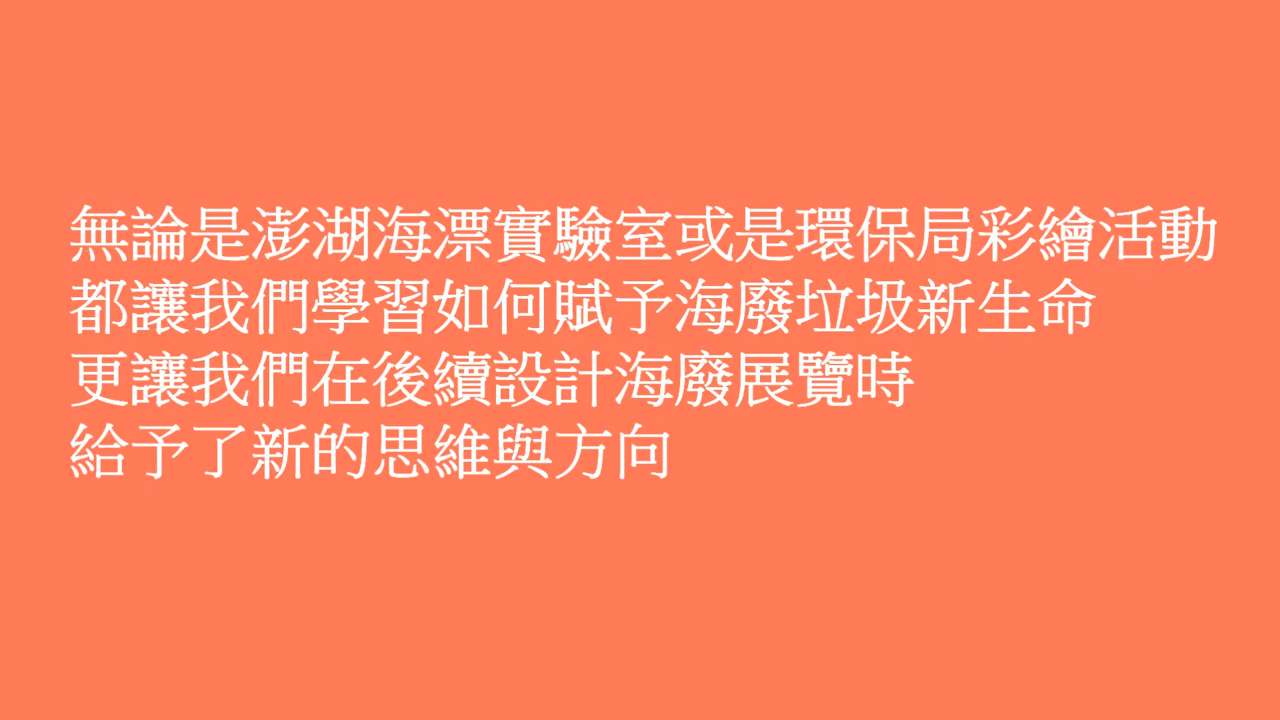 無論是澎湖海漂實驗室或是環保局彩繪活動
都讓我們學習如何賦予海廢垃圾新生命
更讓我們在後續設計海廢展覽時
給予了新的思維與方向